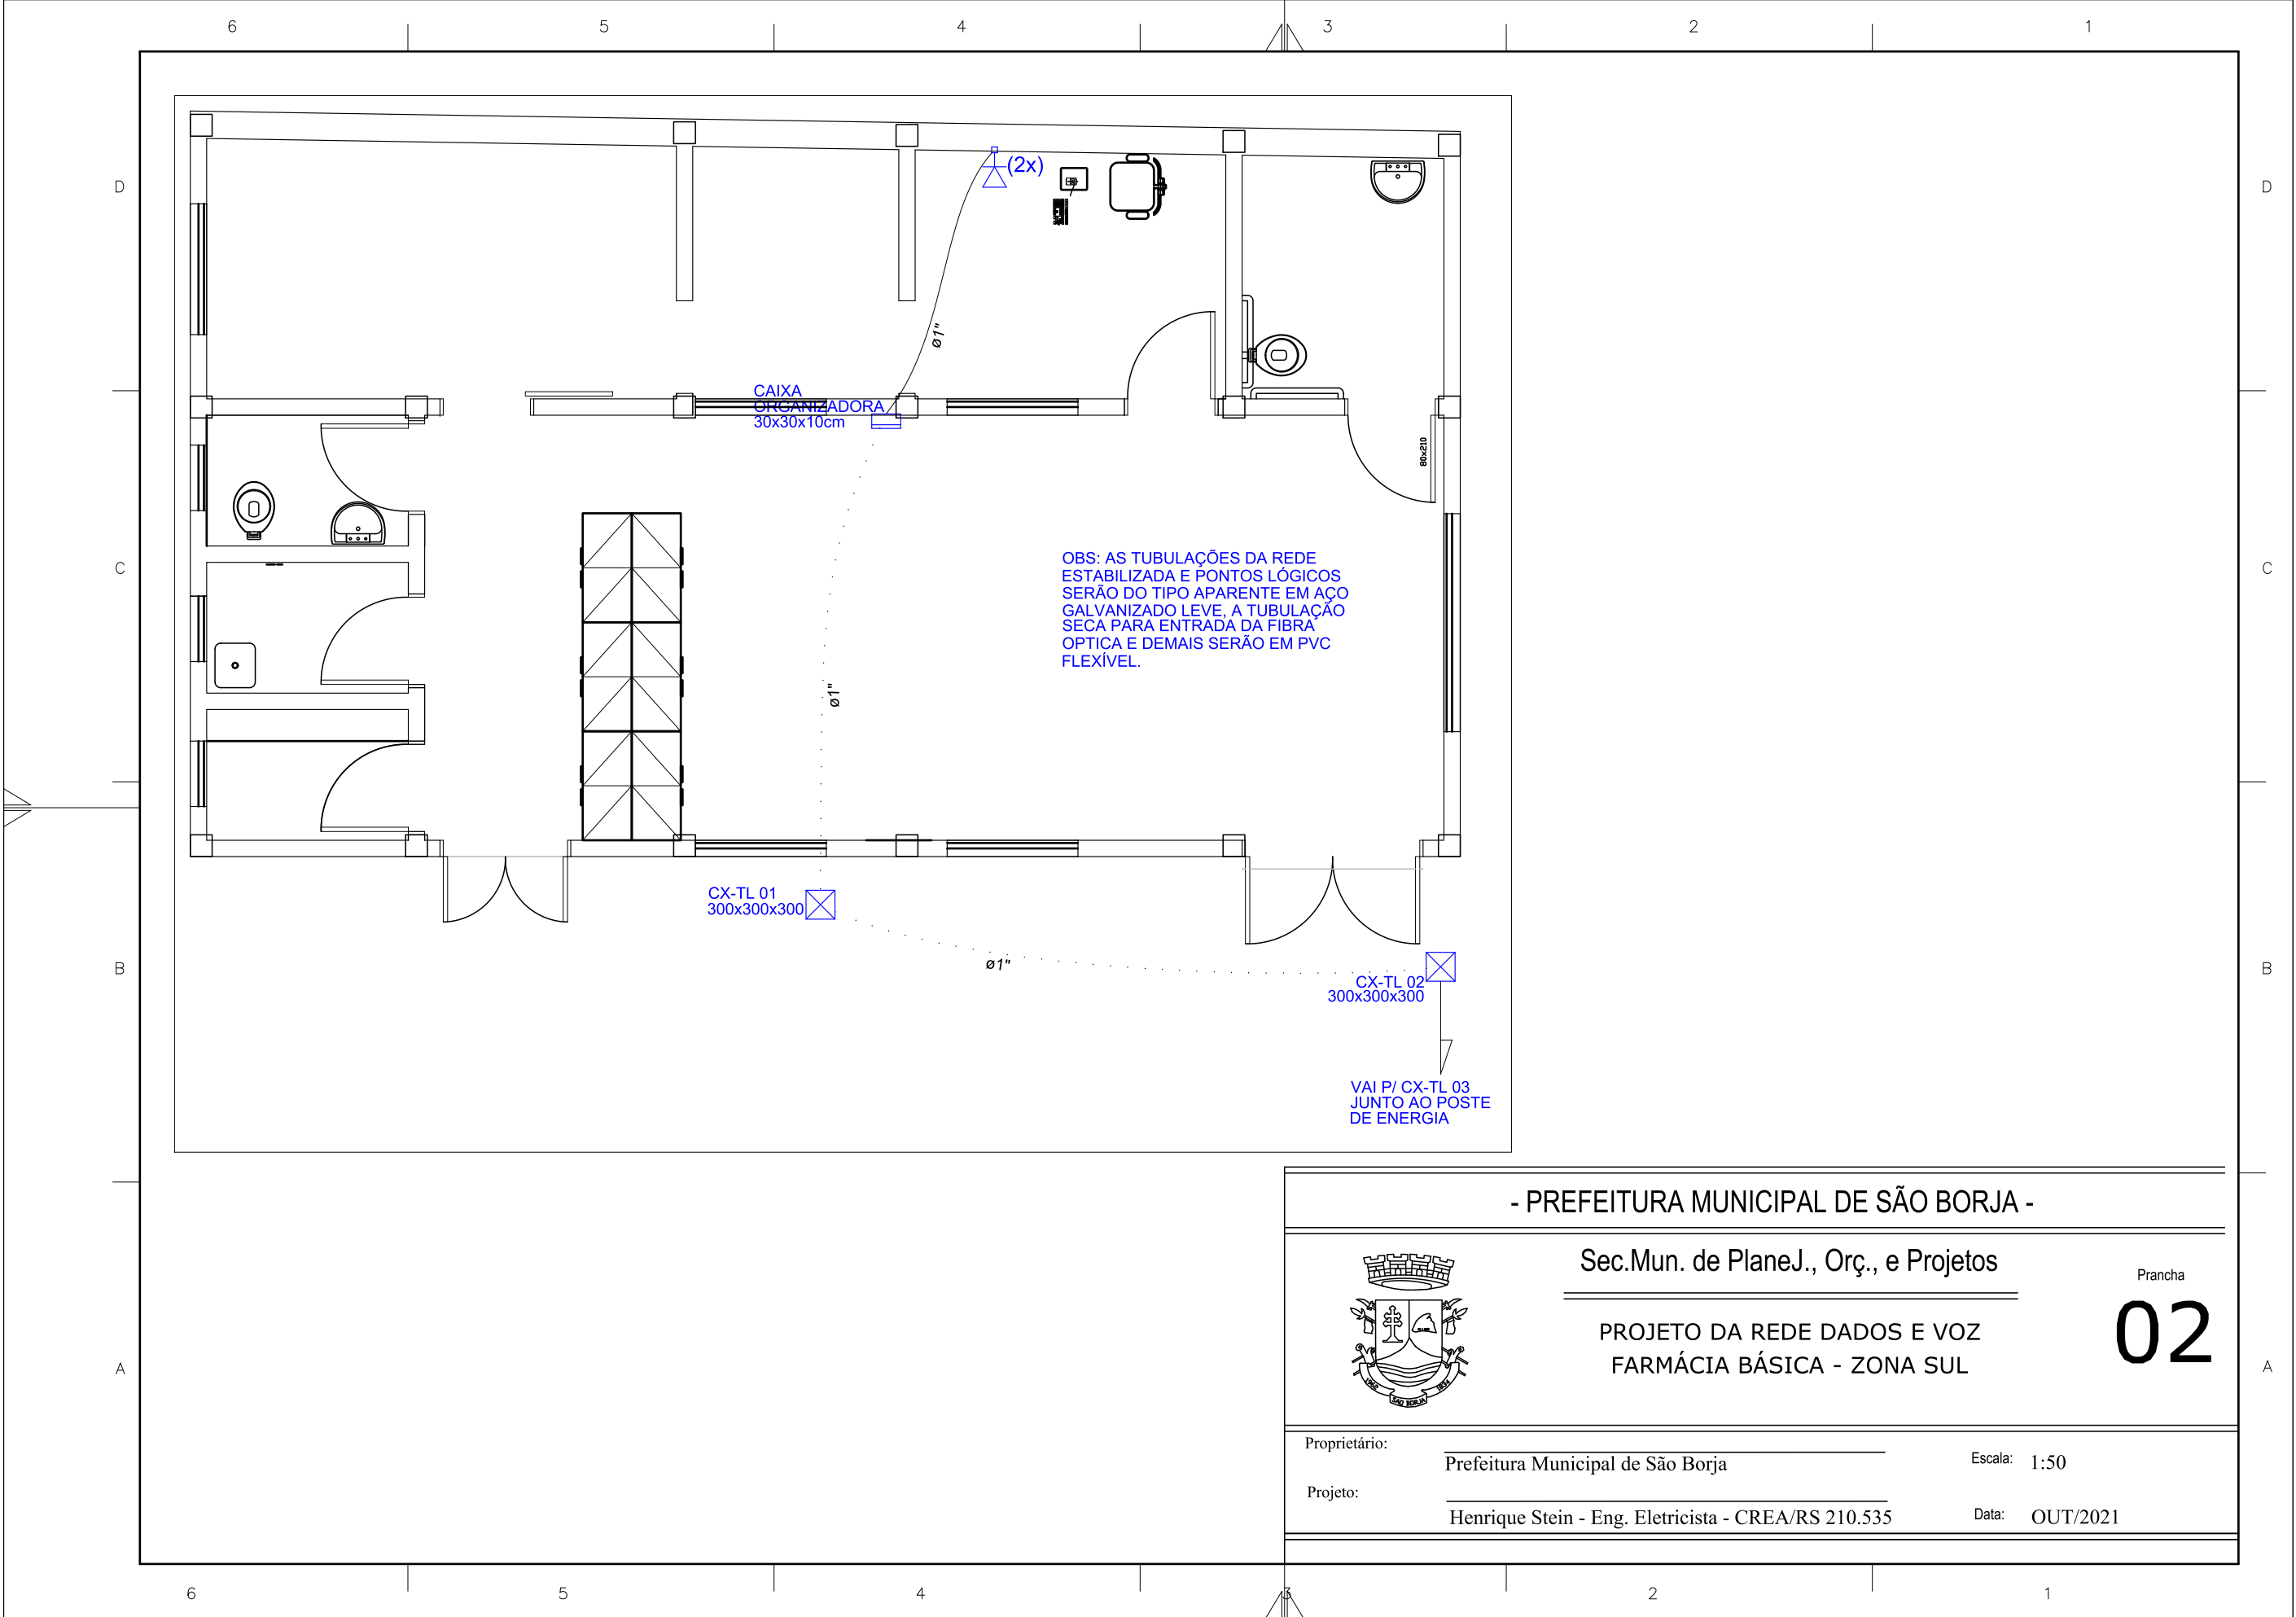 6 5 4 3 2 1
D D
(2x)
ø1"
CAIXA
ORGANIZADORA
30x30x10cm
80x210
C C
OBS: AS TUBULAÇÕES DA REDE
ESTABILIZADA E PONTOS LÓGICOS
SERÃO DO TIPO APARENTE EM AÇO
GALVANIZADO LEVE, A TUBULAÇÃO
SECA PARA ENTRADA DA FIBRA
OPTICA E DEMAIS SERÃO EM PVC
FLEXÍVEL.
ø1"
CX-TL 01
300x300x300
ø1"
B B
CX-TL 02
300x300x300
VAI P/ CX-TL 03
JUNTO AO POSTE
DE ENERGIA
- PREFEITURA MUNICIPAL DE SÃO BORJA -
Sec.Mun. de PlaneJ., Orç., e Projetos
Prancha
02
PROJETO DA REDE DADOS E VOZ
FARMÁCIA BÁSICA - ZONA SUL
A A
SAO BORJA
Proprietário:
Prefeitura Municipal de São Borja
Escala: 1:50
Projeto:
Henrique Stein - Eng. Eletricista - CREA/RS 210.535
Data: OUT/2021
6 5 4 3 2 1